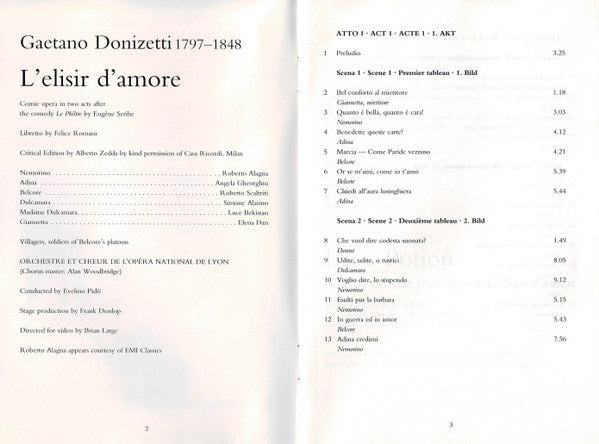 Gaetano Donizetti 1797–1848
L'elisir d'amore
Comic opera in two acts after
the comedy Le Philtre by Eugène Scribe
Libretto by Felice Romani
Critical Edition by Alberto Zedda by kind permission of Casa Ricordi, Milan
Nemorino . . . . . . . . . . Roberto Alagna
Adina . . . . . . . . . . Angela Gheorghiu
Belcore . . . . . . . . . . Roberto Scaltriti
Dulcamara . . . . . . . . . . Simone Alaimo
Madame Dulcamara . . . . . . . . . . Luce Bekistan
Giannetta . . . . . . . . . . Elena Dan
Villagers, soldiers of Belcore's platoon
ORCHESTRE ET CHŒUR DE L'OPÉRA NATIONAL DE LYON
(Chorus master: Alan Woodbridge)
Conducted by Evelino Pidò
Stage production by Frank Dunlop
Directed for video by Brian Large
Roberto Alagna appears courtesy of EMI Classics
2
ATTO 1 · ACT 1 · ACTE 1 · 1. AKT
1 Preludio 3.25
Scena 1 · Scene 1 · Premier tableau · 1. Bild
2 Bel conforto al mietitore 1.18
Giannetta, mietitore
3 Quanto è bella, quanto è cara! 3.03
Nemorino
4 Benedette queste carte! 4.12
Adina
5 Marcia — Come Paride vezzoso 4.21
Belcore
6 Or se m'ami, come io t'amo 5.39
Belcore
7 Chiedi all'aura lusinghiera 5.44
Adina
Scena 2 · Scene 2 · Deuxième tableau · 2. Bild
8 Che vuol dire codesta suonata? 1.49
Donne
9 Udite, udite, o rustici 8.05
Dulcamara
10 Voglio dire, lo stupendo 9.12
Nemorino
11 Esulti pur la barbara 5.15
Nemorino
12 In guerra ed in amor 5.43
Belcore
13 Adina credimi 7.56
Nemorino
3